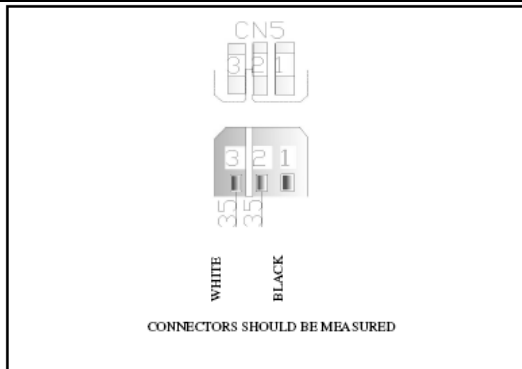 CN5
3 2 1
3 2 1
35 35
WHITE BLACK
CONNECTORS SHOULD BE MEASURED